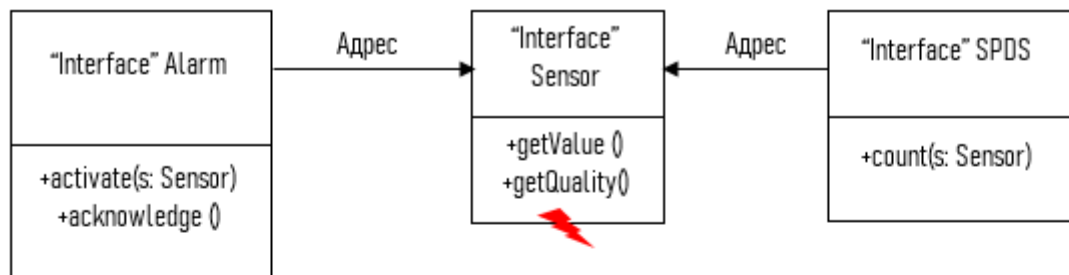 “Interface” Alarm
+activate(s: Sensor)
+acknowledge ()
Адрес
“Interface”
Sensor
+getValue ()
+getQuality()
Адрес
“Interface” SPDS
+count(s: Sensor)